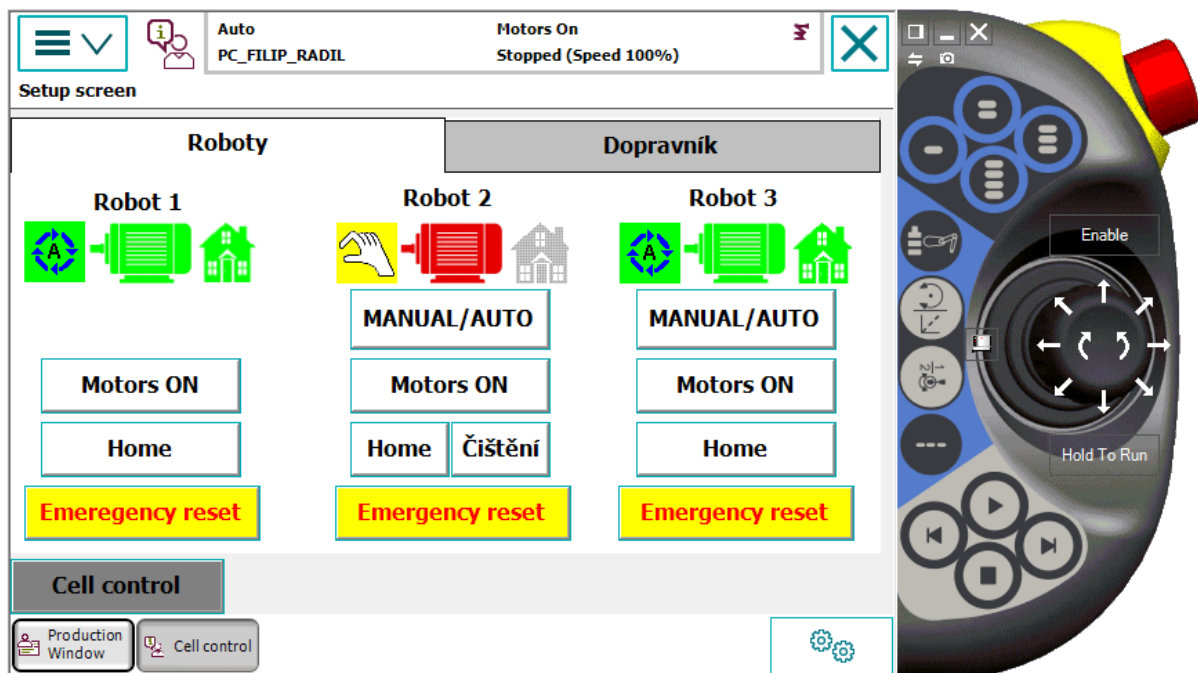 Auto
Motors On
PC_FILIP_RADIL
Stopped (Speed 100%)
Setup screen
Roboty
Dopravník
Robot 1
Robot 2
Robot 3
A
A
MANUAL/AUTO
MANUAL/AUTO
Motors ON
Motors ON
Motors ON
Home
Home
Čištění
Home
Emeregency reset
Emergency reset
Emergency reset
Cell control
Production
Window
Cell control
Enable
Hold To Run